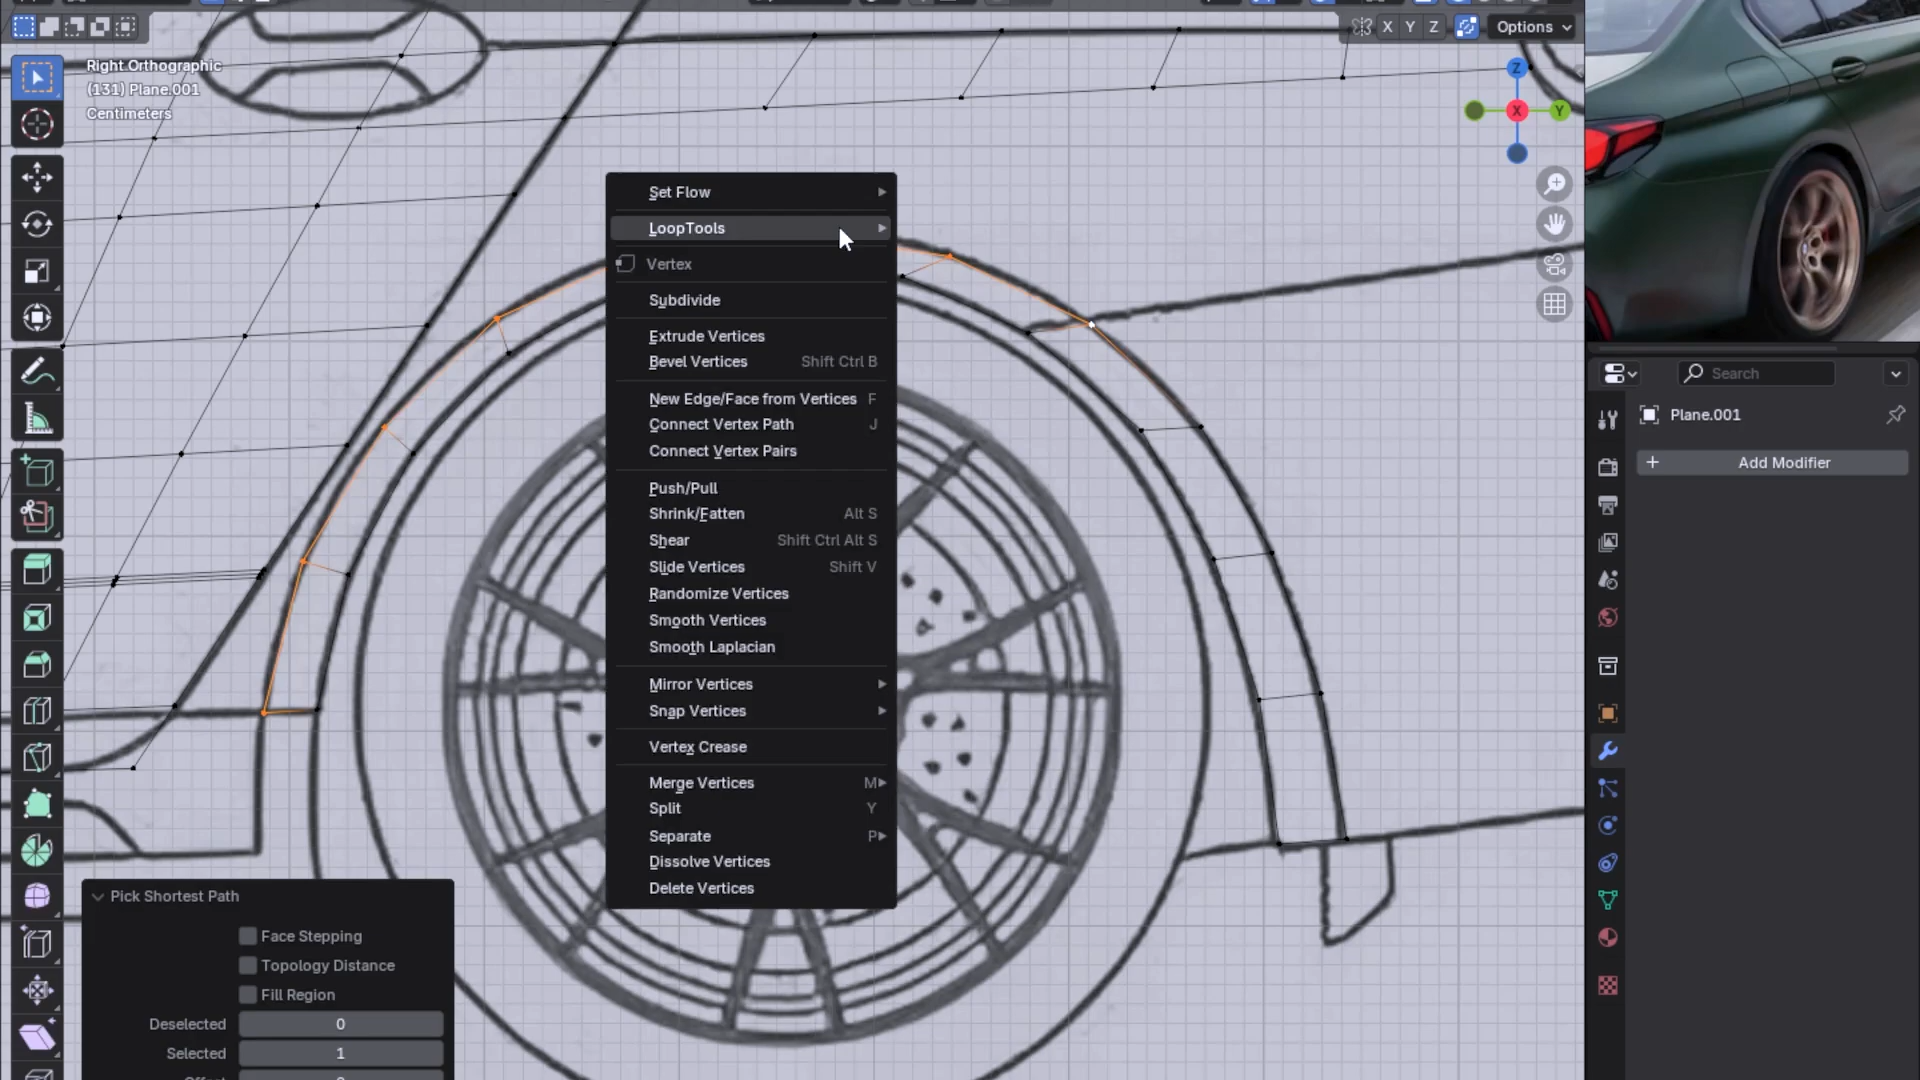 Options
X Y Z
Right Orthographic
(131) Plane.001
Centimeters
Z
X
Y
Set Flow
LoopTools
Vertex
Subdivide
Extrude Vertices
Bevel Vertices Shift Ctrl B
New Edge/Face from Vertices F
Connect Vertex Path J
Connect Vertex Pairs
Push/Pull
Shrink/Fatten Alt S
Shear Shift Ctrl Alt S
Slide Vertices Shift V
Randomize Vertices
Smooth Vertices
Smooth Laplacian
Mirror Vertices
Snap Vertices
Vertex Crease
Merge Vertices M
Split Y
Separate P
Dissolve Vertices
Delete Vertices
Pick Shortest Path
Face Stepping
Topology Distance
Fill Region
Deselected 0
Selected 1
Search
Plane.001
+ Add Modifier